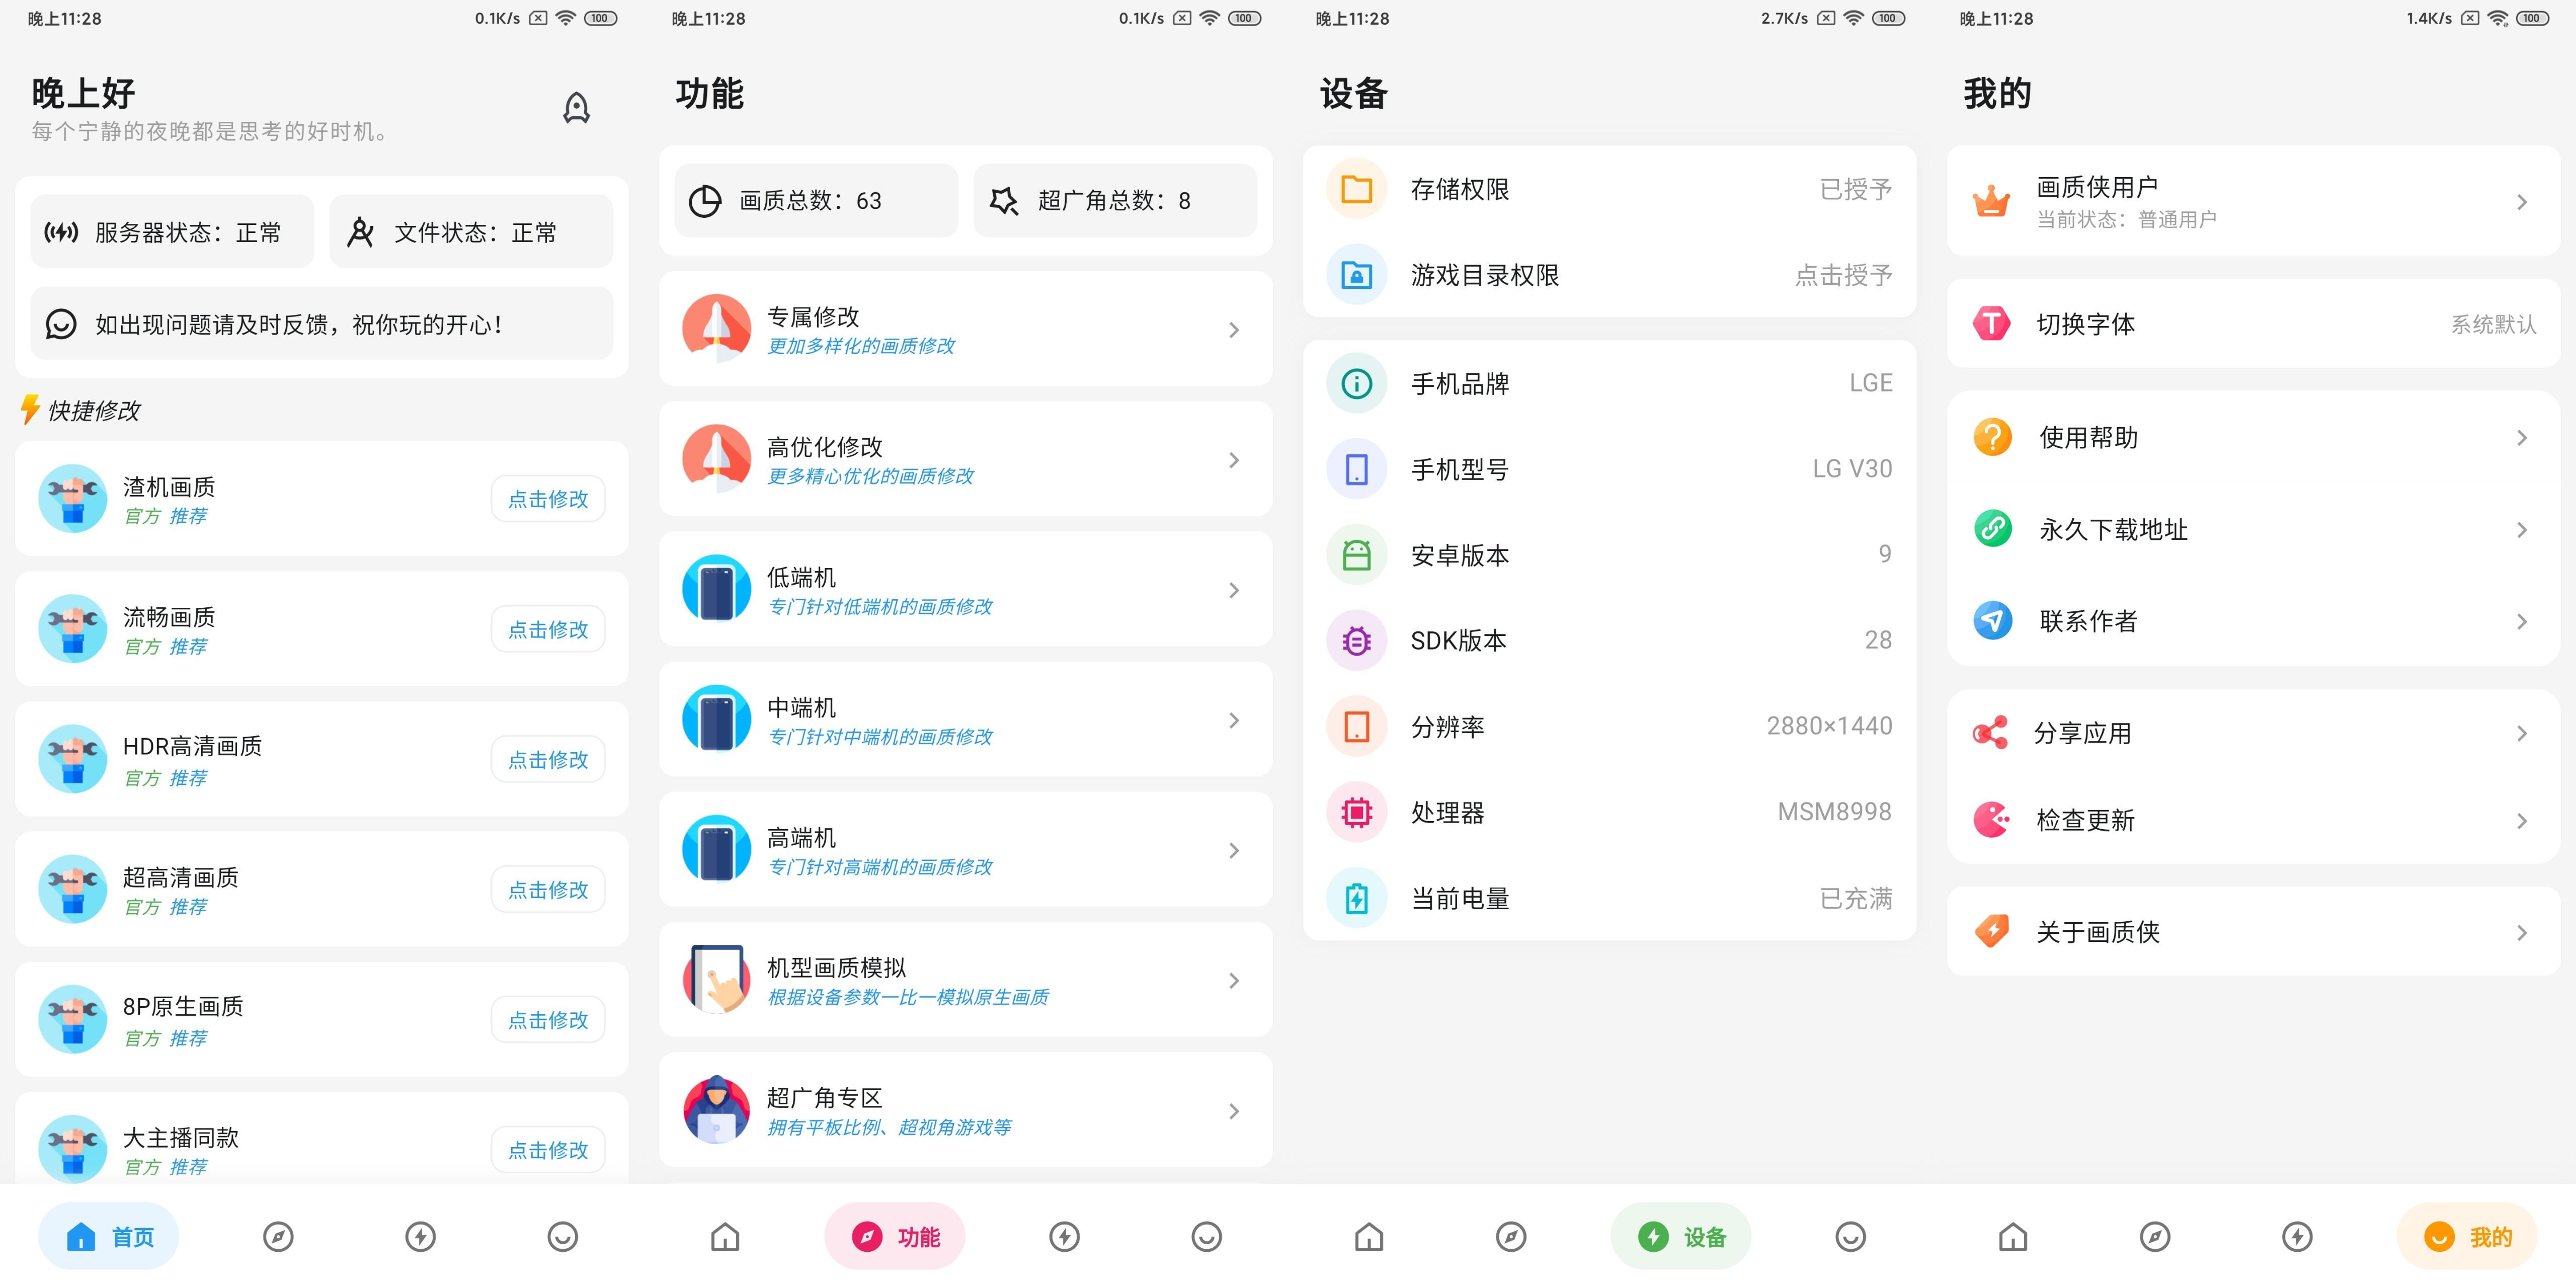 晚上11:28
0.1K/s
100
晚上好
每个宁静的夜晚都是思考的好时机。
服务器状态：正常
文件状态：正常
如出现问题请及时反馈，祝你玩的开心！
快捷修改
渣机画质
官方 推荐
点击修改
流畅画质
官方 推荐
点击修改
HDR高清画质
官方 推荐
点击修改
超高清画质
官方 推荐
点击修改
8P原生画质
官方 推荐
点击修改
大主播同款
官方 推荐
点击修改
首页
晚上11:28
0.1K/s
100
功能
画质总数：63
超广角总数：8
专属修改
更加多样化的画质修改
高优化修改
更多精心优化的画质修改
低端机
专门针对低端机的画质修改
中端机
专门针对中端机的画质修改
高端机
专门针对高端机的画质修改
机型画质模拟
根据设备参数一比一模拟原生画质
超广角专区
拥有平板比例、超视角游戏等
功能
晚上11:28
2.7K/s
100
设备
存储权限
已授予
游戏目录权限
点击授予
手机品牌
LGE
手机型号
LG V30
安卓版本
9
SDK版本
28
分辨率
2880×1440
处理器
MSM8998
当前电量
已充满
设备
晚上11:28
1.4K/s
100
我的
画质侠用户
当前状态：普通用户
切换字体
系统默认
使用帮助
永久下载地址
联系作者
分享应用
检查更新
关于画质侠
我的